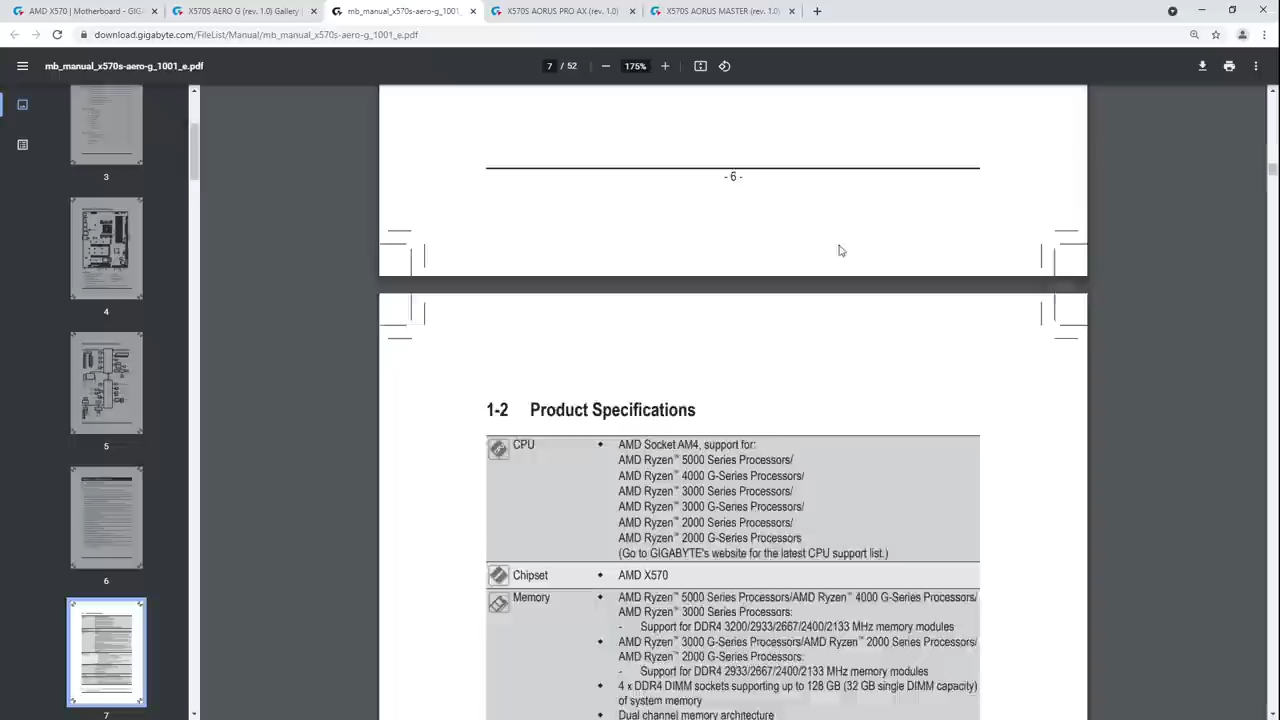 AMD X570 | Motherboard - GIG
X570S AERO G (rev. 1.0) Gallery |
mb_manual_x570s-aero-g_1001_
X570S AORUS PRO AX (rev. 1.0)
X570S AORUS MASTER (rev. 1.0)
download.gigabyte.com/FileList/Manual/mb_manual_x570s-aero-g_1001_e.pdf
mb_manual_x570s-aero-g_1001_e.pdf
7 / 52
175%
3
4
5
6
7
- 6 -
1-2 Product Specifications
CPU
AMD Socket AM4, support for:
AMD Ryzen™ 5000 Series Processors/
AMD Ryzen™ 4000 G-Series Processors/
AMD Ryzen™ 3000 Series Processors/
AMD Ryzen™ 3000 G-Series Processors/
AMD Ryzen™ 2000 Series Processors/
AMD Ryzen™ 2000 G-Series Processors
(Go to GIGABYTE's website for the latest CPU support list.)
Chipset
AMD X570
Memory
AMD Ryzen™ 5000 Series Processors/AMD Ryzen™ 4000 G-Series Processors/
AMD Ryzen™ 3000 Series Processors:
- Support for DDR4 3200/2933/2667/2400/2133 MHz memory modules
AMD Ryzen™ 3000 G-Series Processors/AMD Ryzen™ 2000 Series Processors/
AMD Ryzen™ 2000 G-Series Processors:
- Support for DDR4 2933/2667/2400/2133 MHz memory modules
4 x DDR4 DIMM sockets supporting up to 128 GB (32 GB single DIMM capacity)
of system memory
Dual channel memory architecture